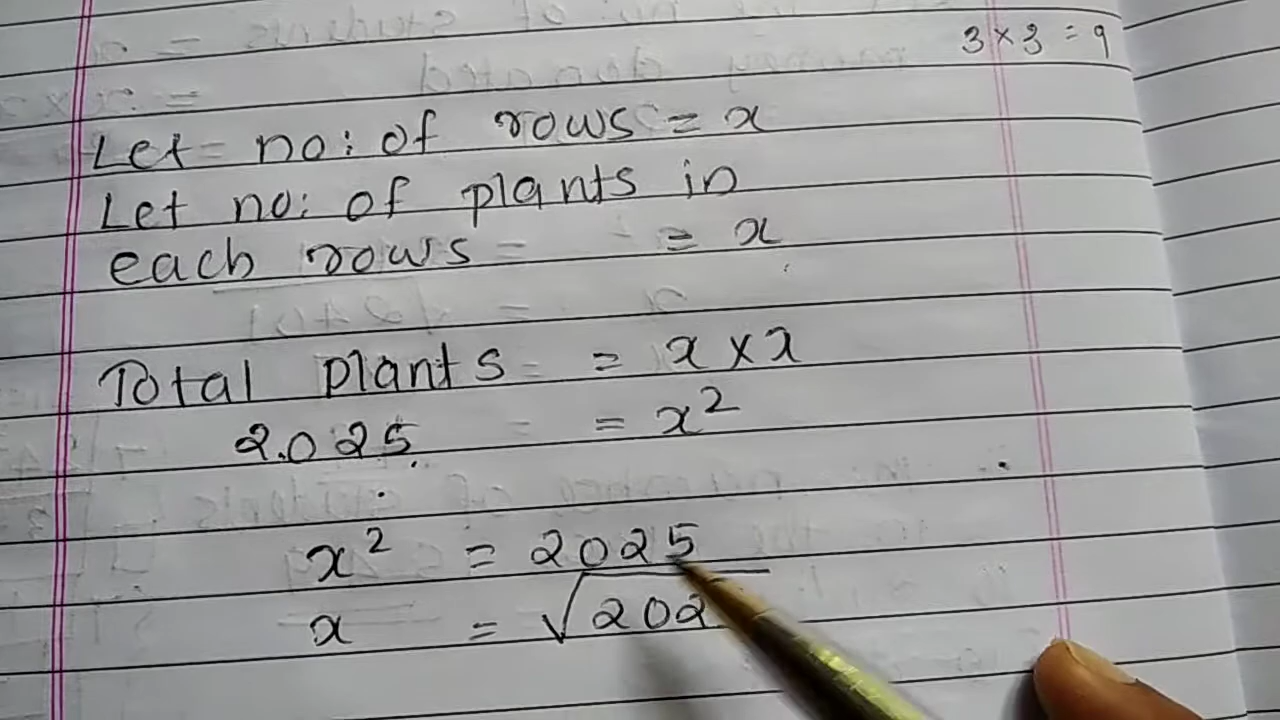 3 × 3 = 9
Let no: of rows = x
Let no: of plants in
each rows = x
Total plants = x × x
2025 = x²
x² = 2025
x = √202